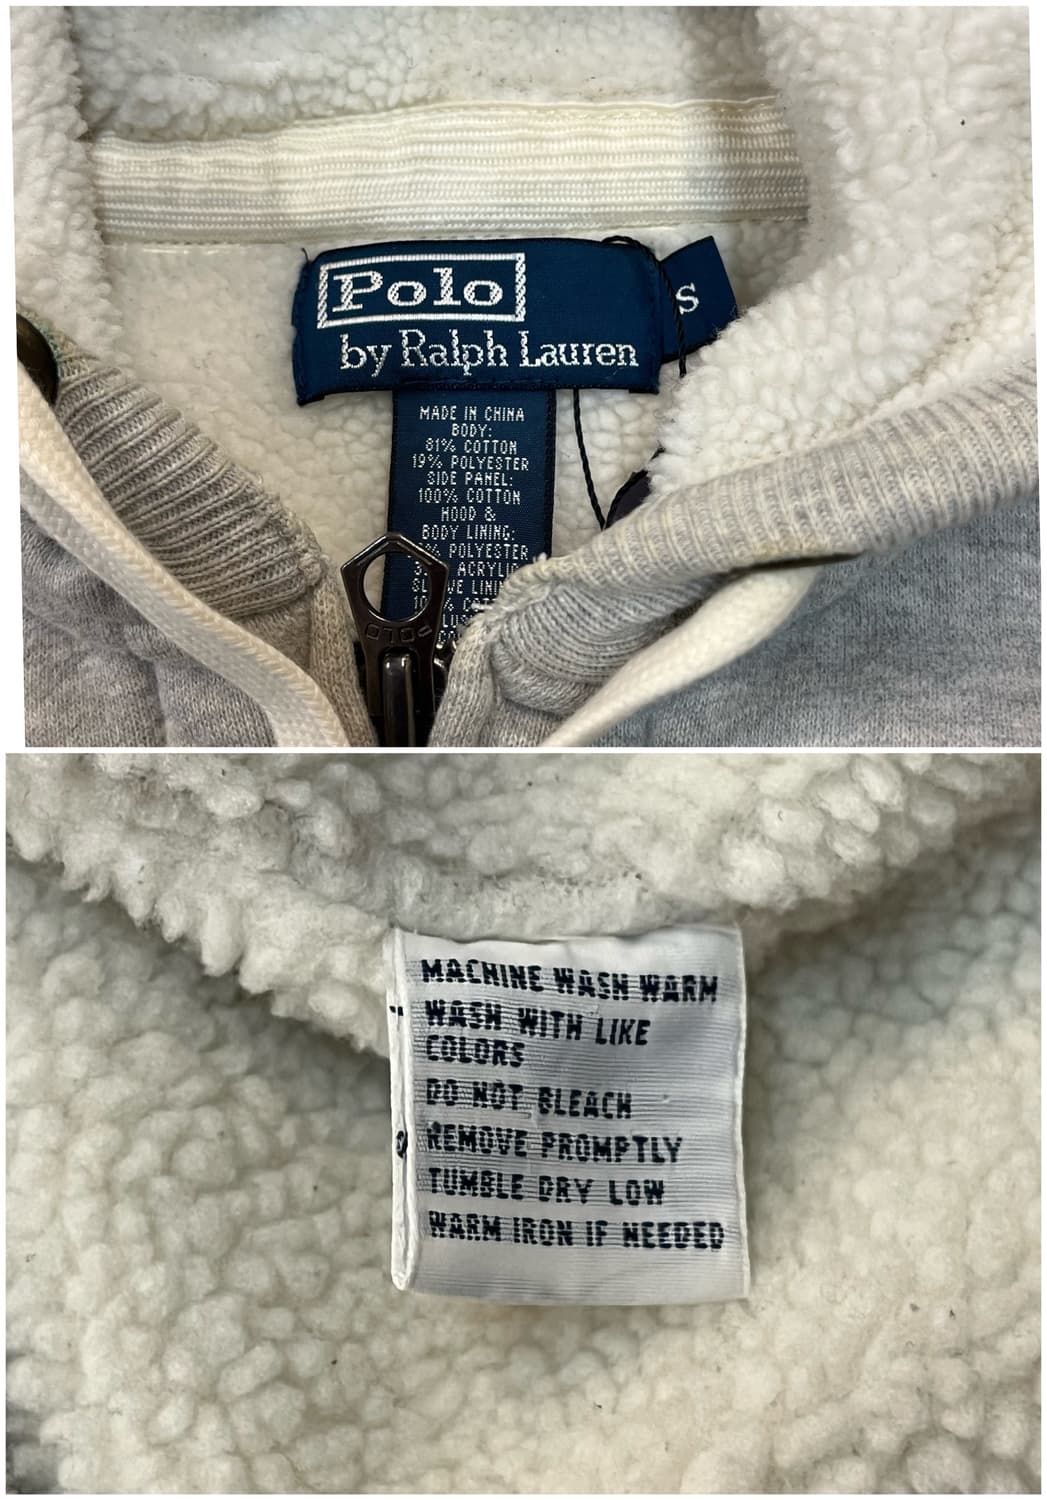 Polo
by Ralph Lauren
S
MADE IN CHINA
BODY:
81% COTTON
19% POLYESTER
SIDE PANEL:
100% COTTON
HOOD &
BODY LINING:
% POLYESTER
ACRYLIC
LINI
POLO
MACHINE WASH WARM
WASH WITH LIKE
COLORS
DO NOT BLEACH
REMOVE PROMPTLY
TUMBLE DRY LOW
WARM IRON IF NEEDED